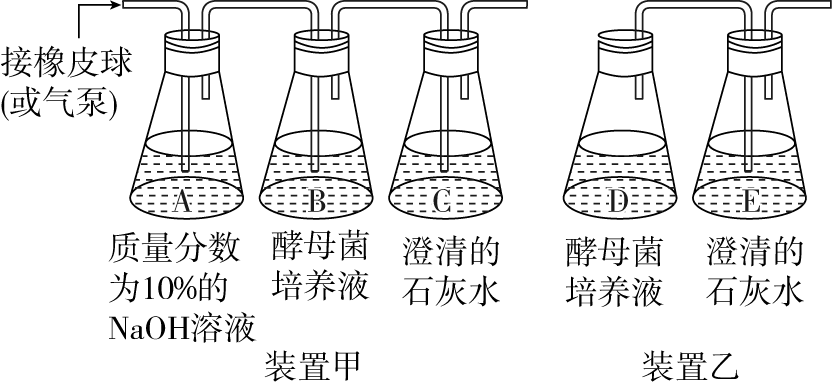 接橡皮球
(或气泵)
A
B
C
D
E
质量分数
为10%的
NaOH溶液
酵母菌
培养液
澄清的
石灰水
酵母菌
培养液
澄清的
石灰水
装置甲
装置乙